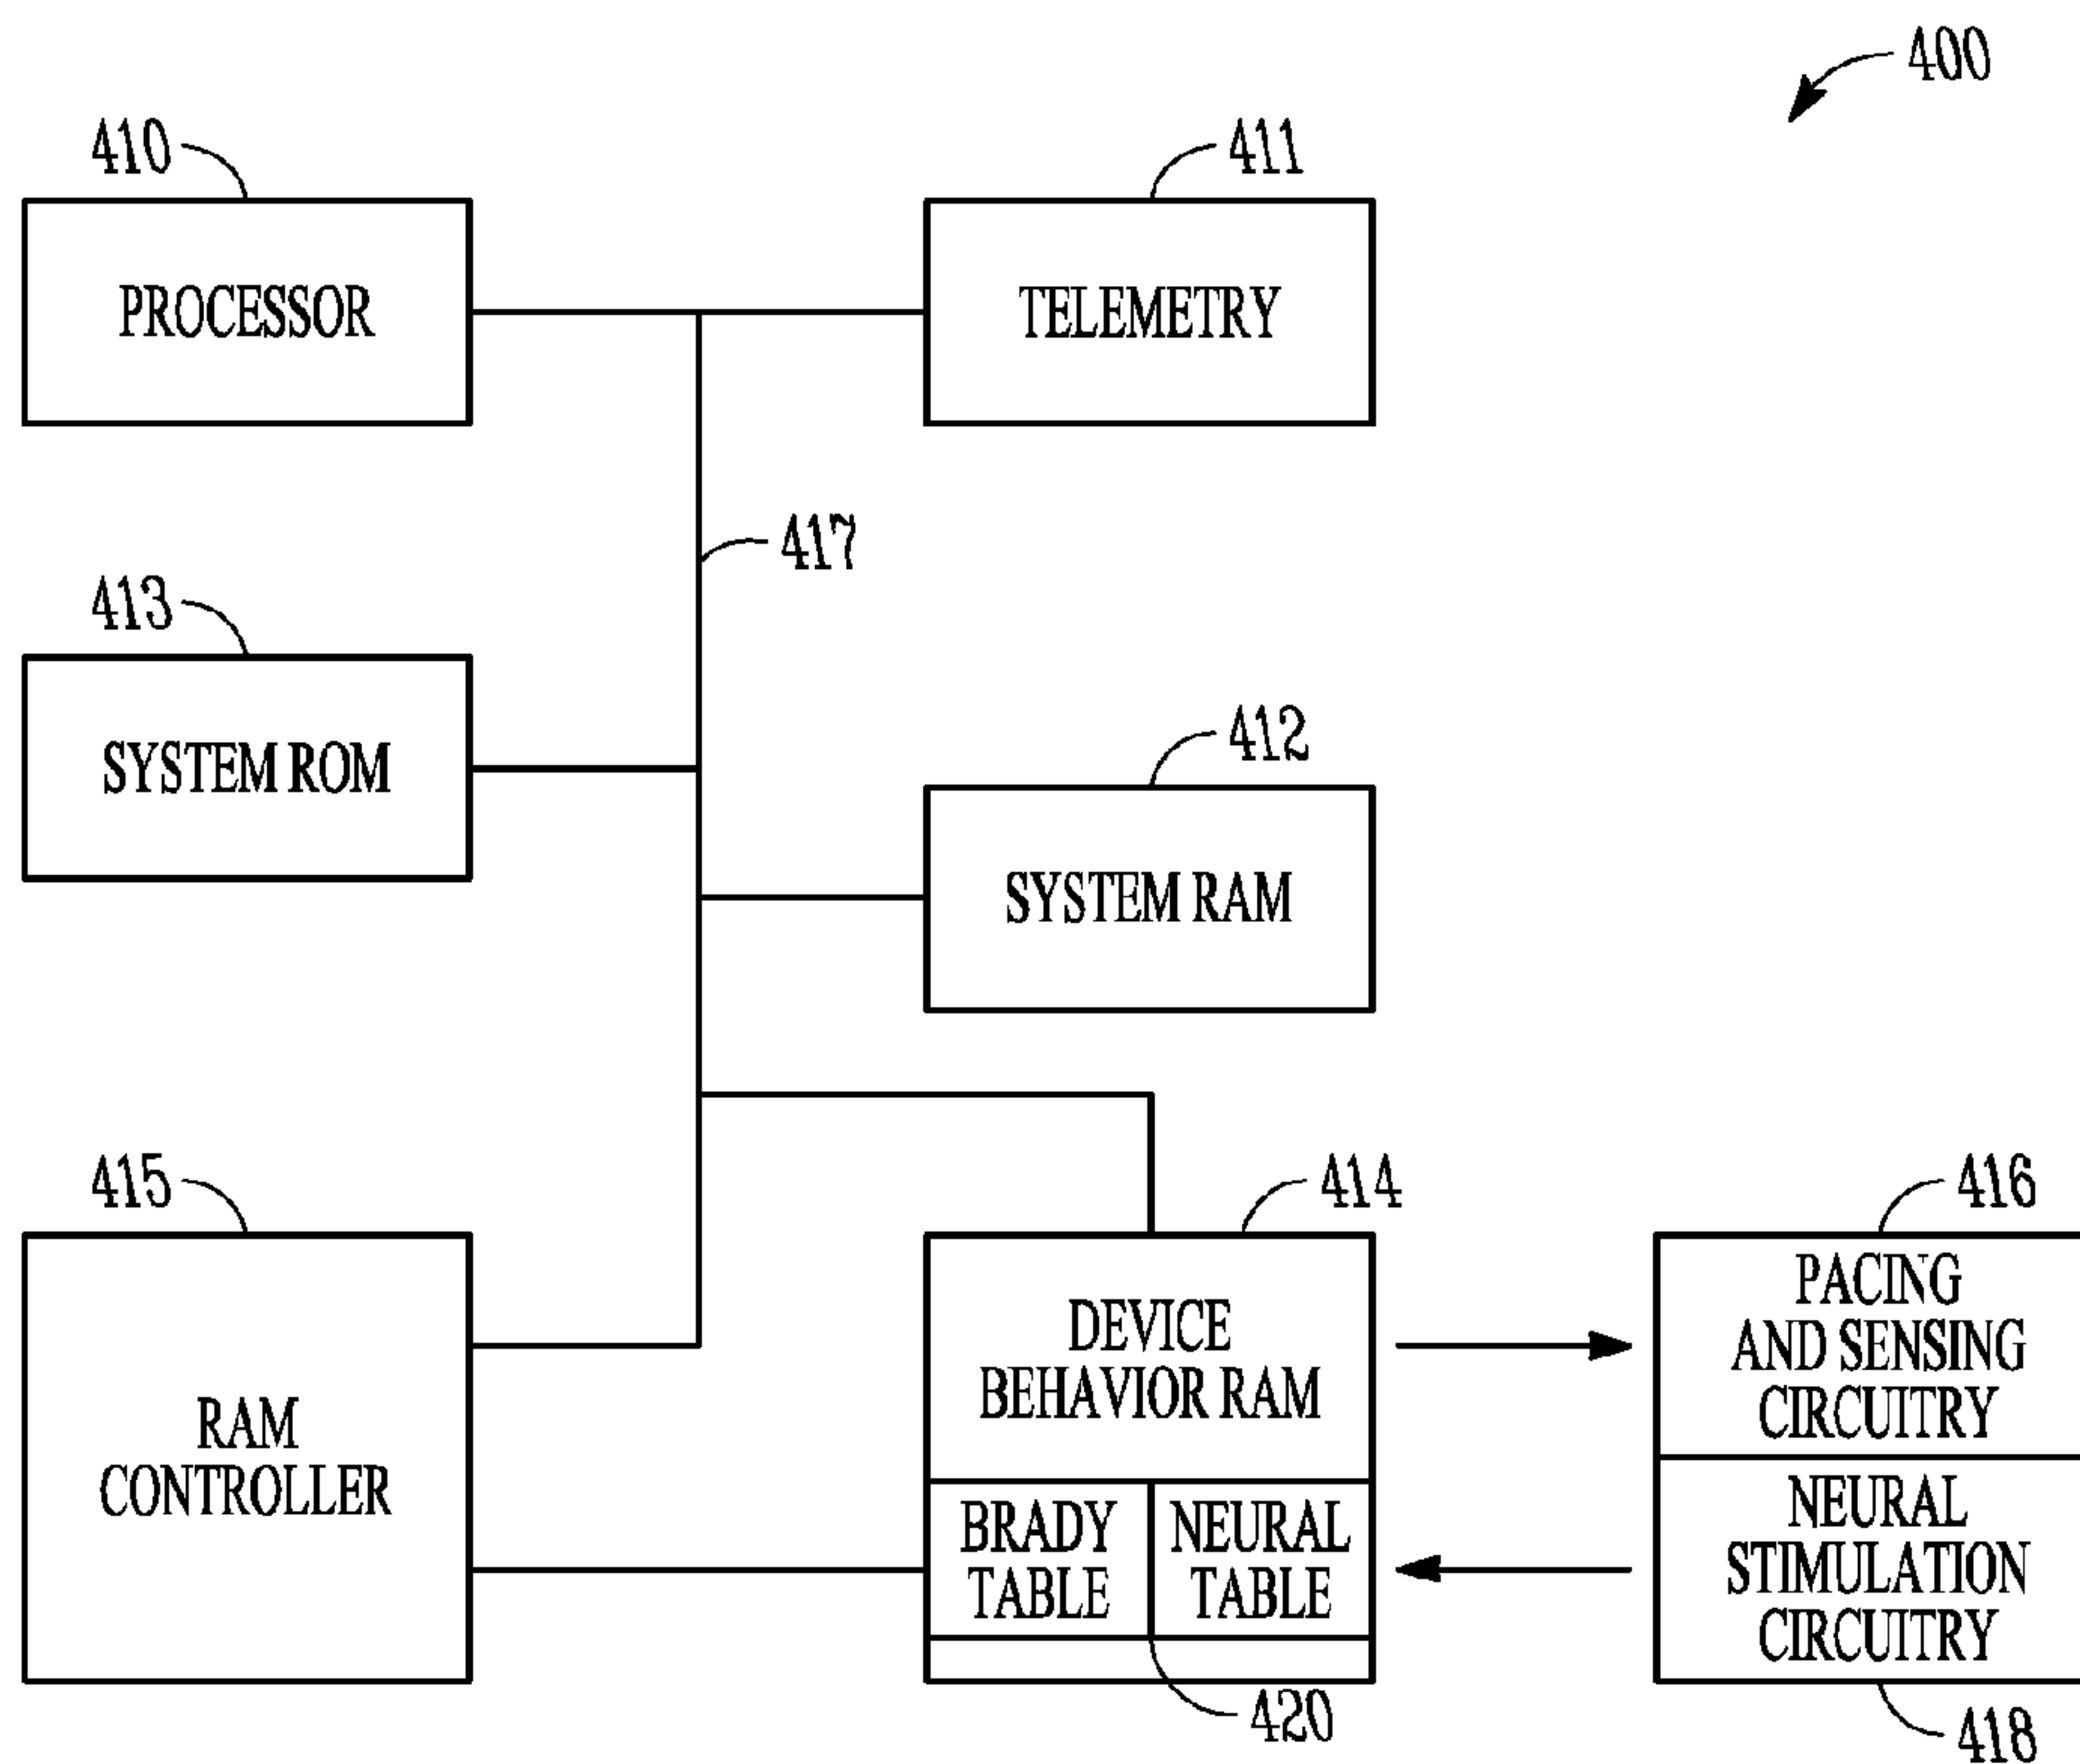 400
410
411
PROCESSOR
TELEMETRY
417
413
412
SYSTEM ROM
SYSTEM RAM
415
414
416
RAM
CONTROLLER
DEVICE
BEHAVIOR RAM
BRADY
TABLE
NEURAL
TABLE
420
PACING
AND SENSING
CIRCUITRY
NEURAL
STIMULATION
CIRCUITRY
418